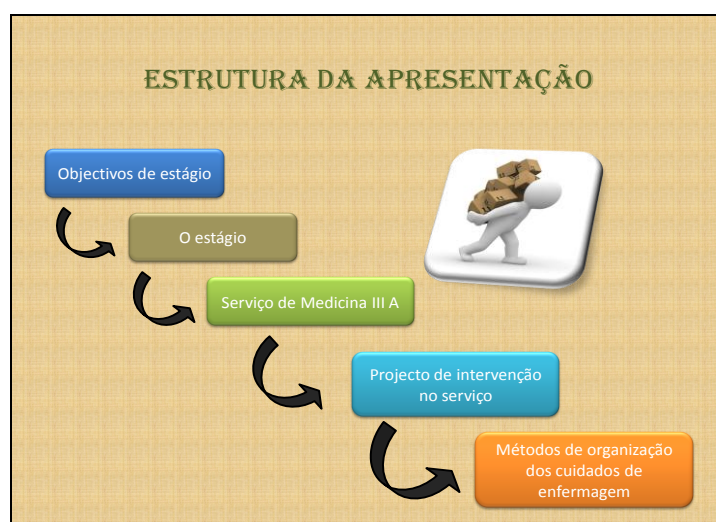 ESTRUTURA DA APRESENTAÇÃO
Objectivos de estágio
O estágio
Serviço de Medicina III A
Projecto de intervenção
no serviço
Métodos de organização
dos cuidados de
enfermagem